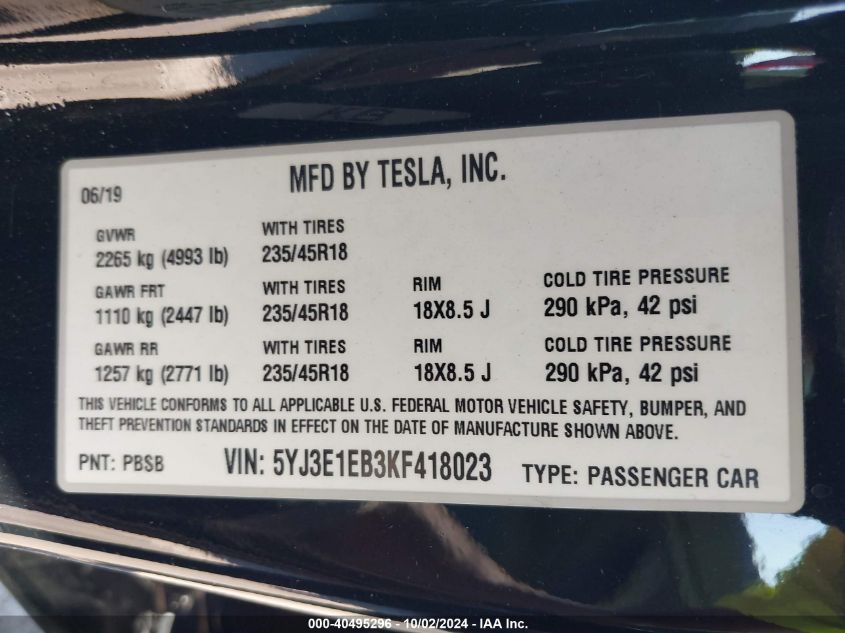 MFD BY TESLA, INC.
06/19
GVWR WITH TIRES
2265 kg (4993 lb) 235/45R18
GAWR FRT WITH TIRES RIM COLD TIRE PRESSURE
1110 kg (2447 lb) 235/45R18 18X8.5 J 290 kPa, 42 psi
GAWR RR WITH TIRES RIM COLD TIRE PRESSURE
1257 kg (2771 lb) 235/45R18 18X8.5 J 290 kPa, 42 psi
THIS VEHICLE CONFORMS TO ALL APPLICABLE U.S. FEDERAL MOTOR VEHICLE SAFETY, BUMPER, AND
THEFT PREVENTION STANDARDS IN EFFECT ON THE DATE OF MANUFACTURE SHOWN ABOVE.
PNT: PBSB VIN: 5YJ3E1EB3KF418023 TYPE: PASSENGER CAR
000-40495296 - 10/02/2024 - IAA Inc.